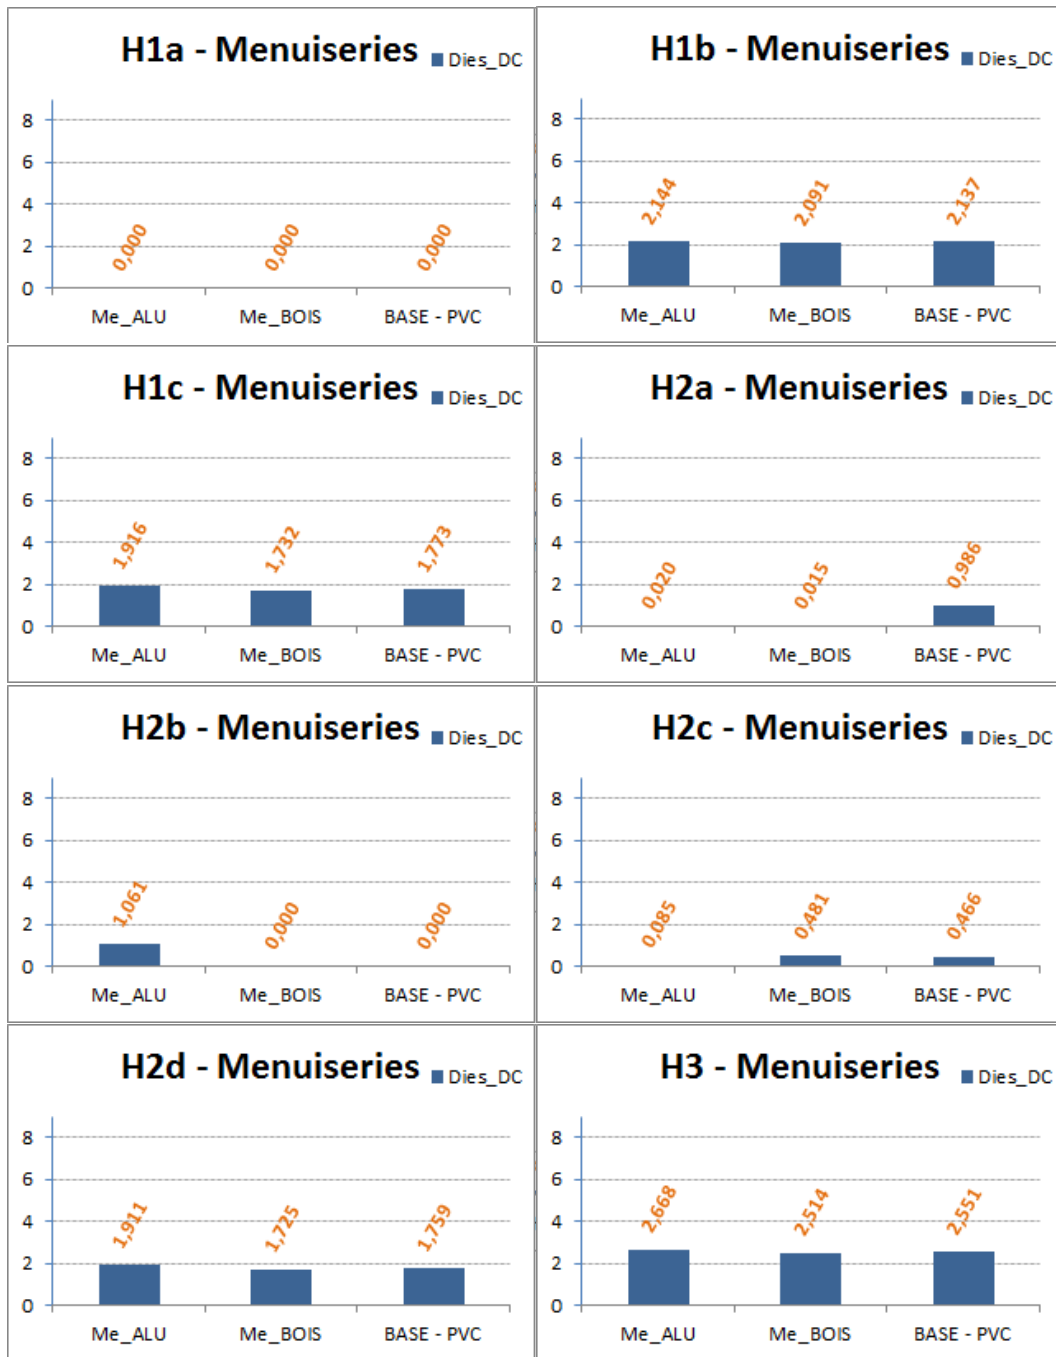 H1a - Menuiseries
Dies_DC
8
6
4
2
0
0,000
0,000
0,000
Me_ALU
Me_BOIS
BASE - PVC
H1b - Menuiseries
Dies_DC
8
6
4
2
0
2,144
2,091
2,137
Me_ALU
Me_BOIS
BASE - PVC
H1c - Menuiseries
Dies_DC
8
6
4
2
0
1,916
1,732
1,773
Me_ALU
Me_BOIS
BASE - PVC
H2a - Menuiseries
Dies_DC
8
6
4
2
0
0,020
0,015
0,986
Me_ALU
Me_BOIS
BASE - PVC
H2b - Menuiseries
Dies_DC
8
6
4
2
0
1,061
0,000
0,000
Me_ALU
Me_BOIS
BASE - PVC
H2c - Menuiseries
Dies_DC
8
6
4
2
0
0,085
0,481
0,466
Me_ALU
Me_BOIS
BASE - PVC
H2d - Menuiseries
Dies_DC
8
6
4
2
0
1,911
1,725
1,759
Me_ALU
Me_BOIS
BASE - PVC
H3 - Menuiseries
Dies_DC
8
6
4
2
0
2,668
2,514
2,551
Me_ALU
Me_BOIS
BASE - PVC